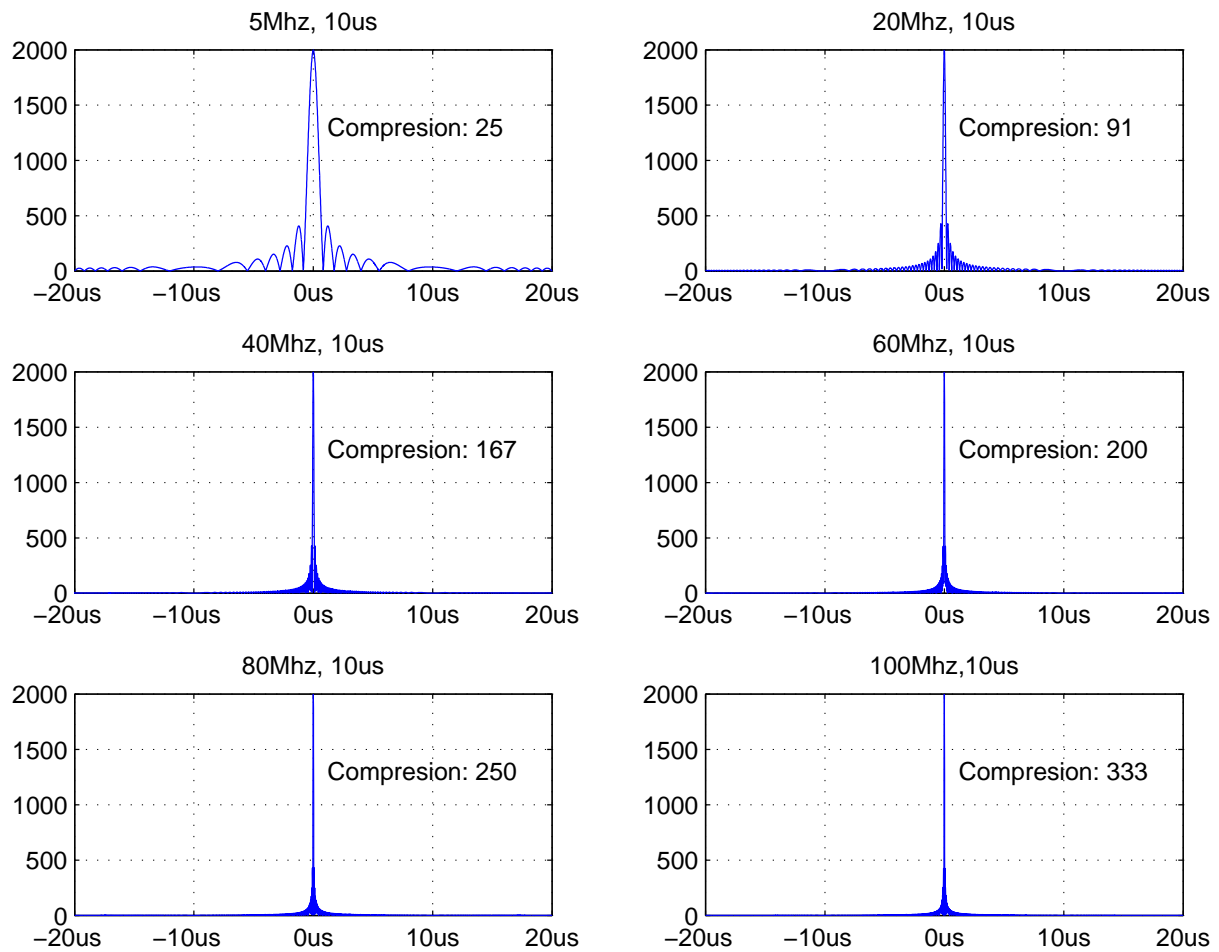 5Mhz, 10us
2000
1500
1000
500
0
Compresion: 25
−20us −10us 0us 10us 20us
20Mhz, 10us
2000
1500
1000
500
0
Compresion: 91
−20us −10us 0us 10us 20us
40Mhz, 10us
2000
1500
1000
500
0
Compresion: 167
−20us −10us 0us 10us 20us
60Mhz, 10us
2000
1500
1000
500
0
Compresion: 200
−20us −10us 0us 10us 20us
80Mhz, 10us
2000
1500
1000
500
0
Compresion: 250
−20us −10us 0us 10us 20us
100Mhz,10us
2000
1500
1000
500
0
Compresion: 333
−20us −10us 0us 10us 20us